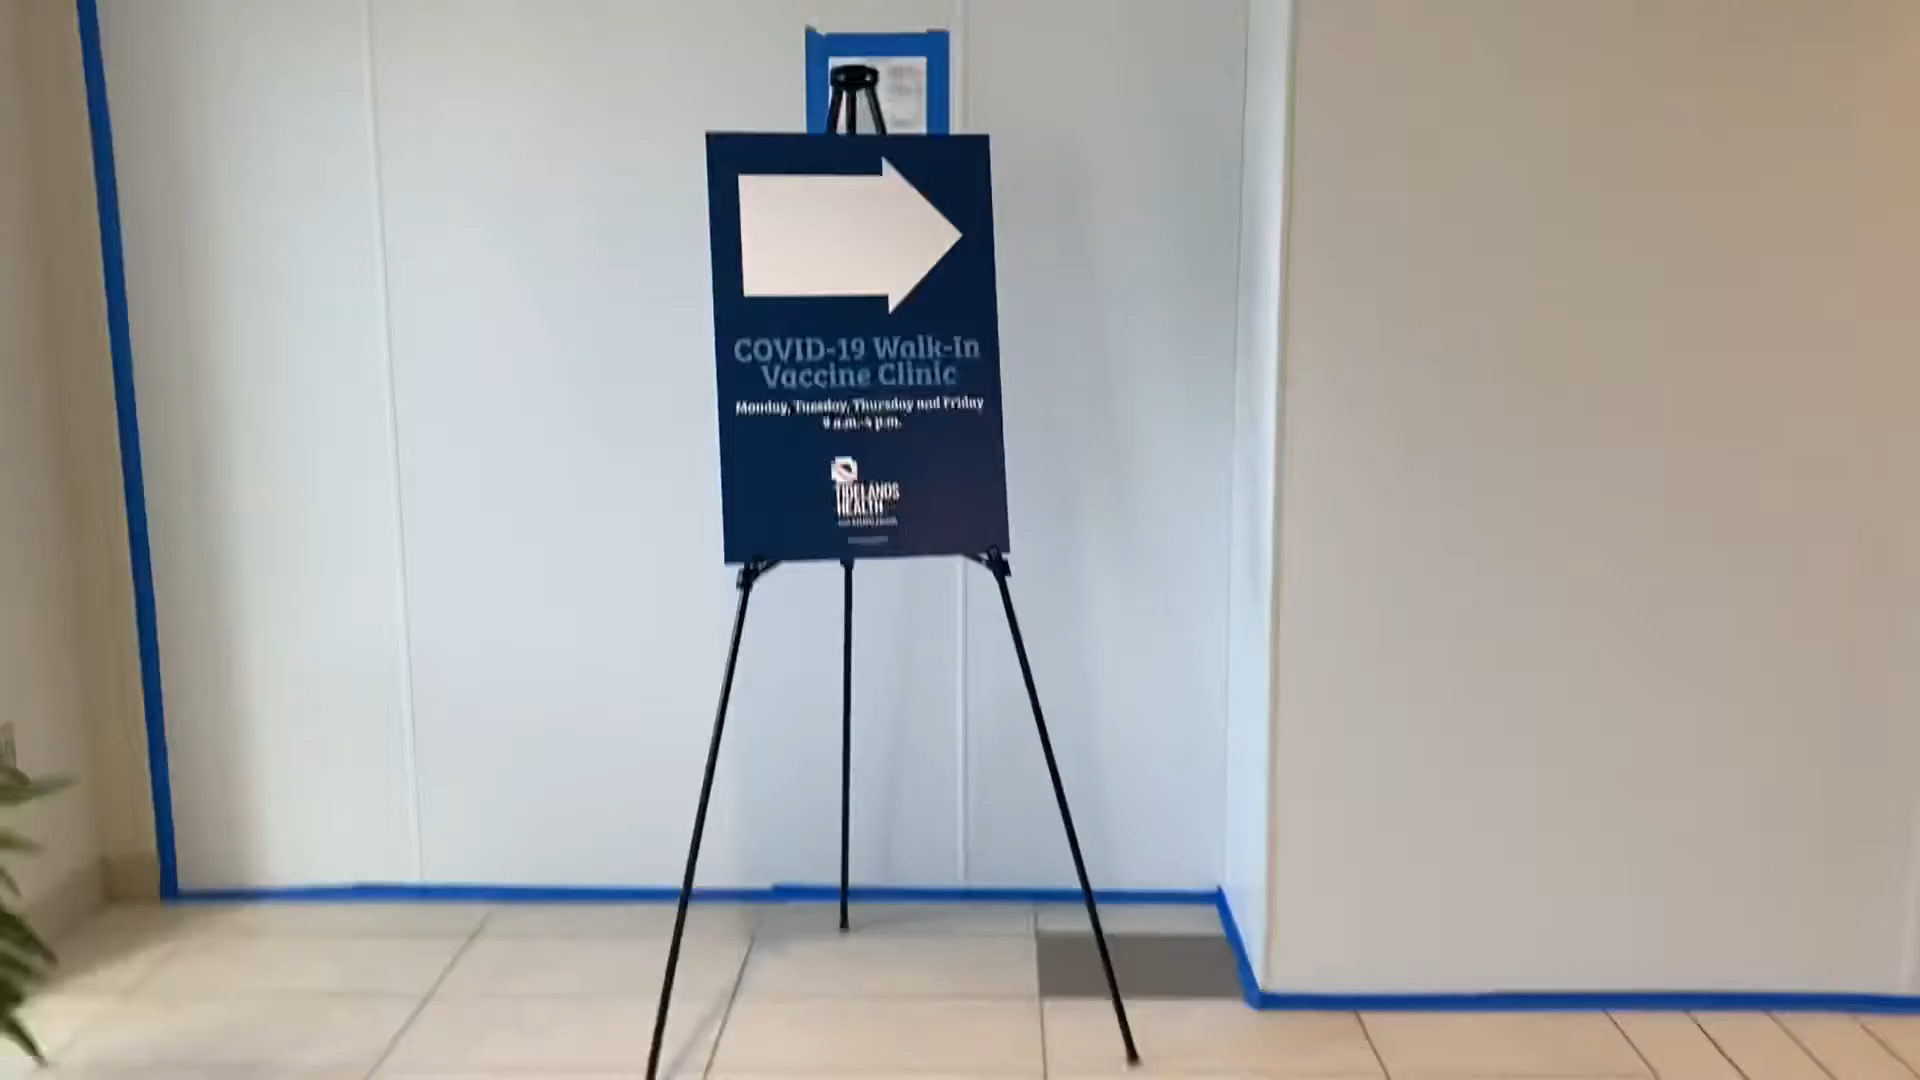 COVID-19 Walk-In
Vaccine Clinic
Monday, Tuesday, Thursday and Friday
9 a.m.-4 p.m.
TIDELANDS
HEALTH